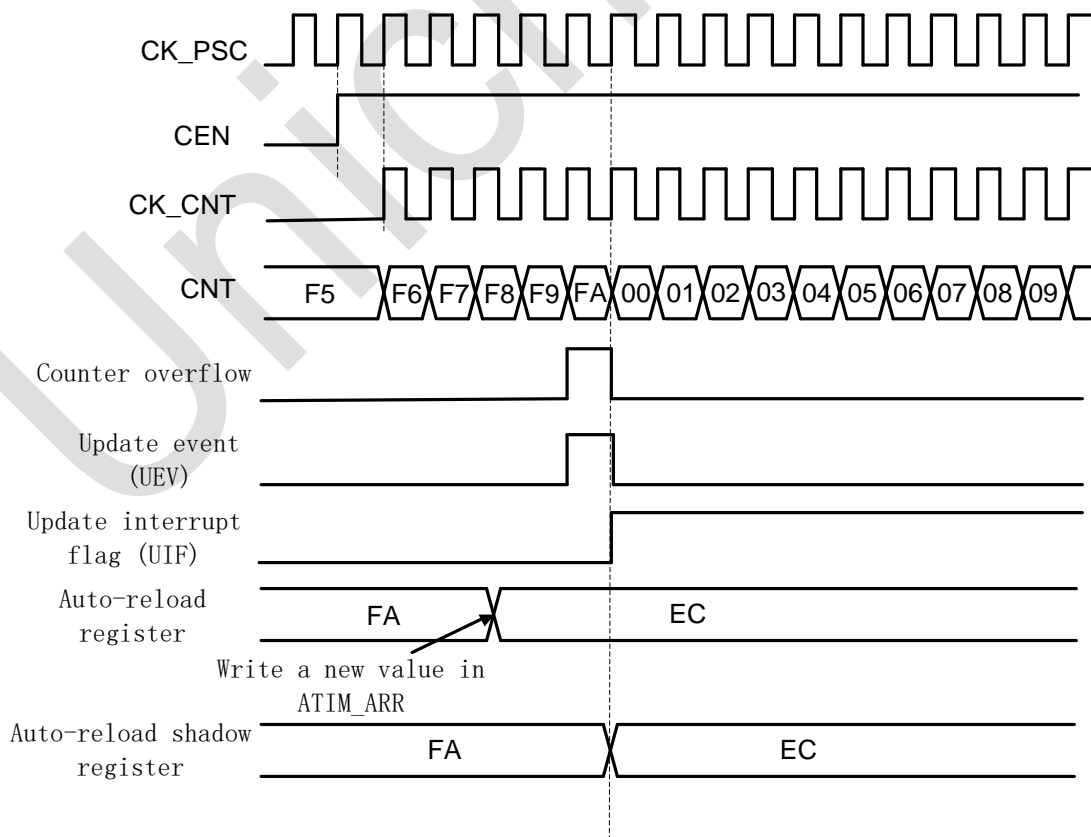 CK_PSC
CEN
CK_CNT
CNT
F5
F6
F7
F8
F9
FA
00
01
02
03
04
05
06
07
08
09
Counter overflow
Update event
(UEV)
Update interrupt
flag (UIF)
Auto-reload
register
FA
EC
Write a new value in
ATIM_ARR
Auto-reload shadow
register
FA
EC